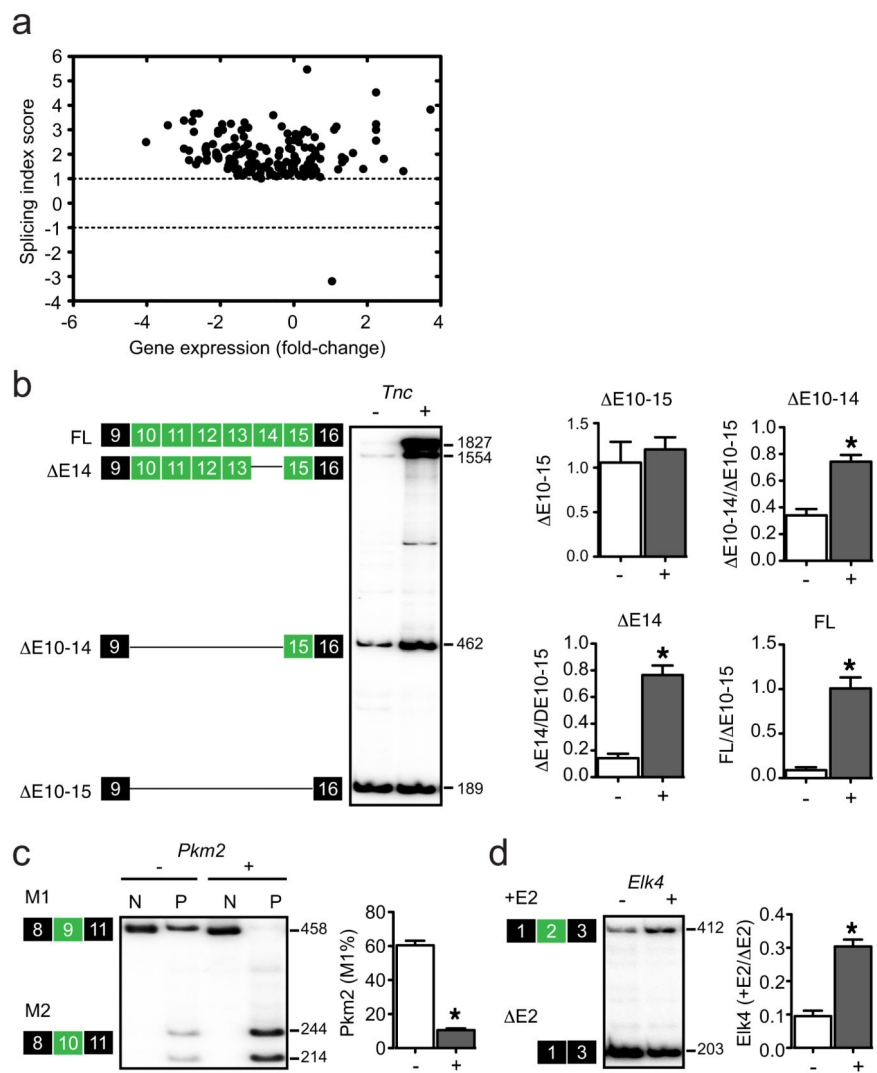 a
6
5
4
3
2
1
0
-1
-2
-3
-4
Splicing index score
-6 -4 -2 0 2 4
Gene expression (fold-change)
b
Tnc
- +
FL 9 10 11 12 13 14 15 16
ΔE14 9 10 11 12 13 15 16
ΔE10-14 9 15 16
ΔE10-15 9 16
1827
1554
462
189
ΔE10-15
ΔE10-15
1.5
1.0
0.5
0.0
- +
ΔE10-14
ΔE10-14/ΔE10-15
1.0
0.8
0.6
0.4
0.2
0.0
*
- +
ΔE14
ΔE14/DE10-15
1.0
0.8
0.6
0.4
0.2
0.0
*
- +
FL
FL/ΔE10-15
1.5
1.0
0.5
0.0
*
- +
c
Pkm2
- +
N P N P
M1
8 9 11
M2
8 10 11
458
244
214
Pkm2 (M1%)
80
60
40
20
0
*
- +
d
Elk4
- +
+E2
1 2 3
ΔE2
1 3
412
203
Elk4 (+E2/ΔE2)
0.4
0.3
0.2
0.1
0.0
*
- +